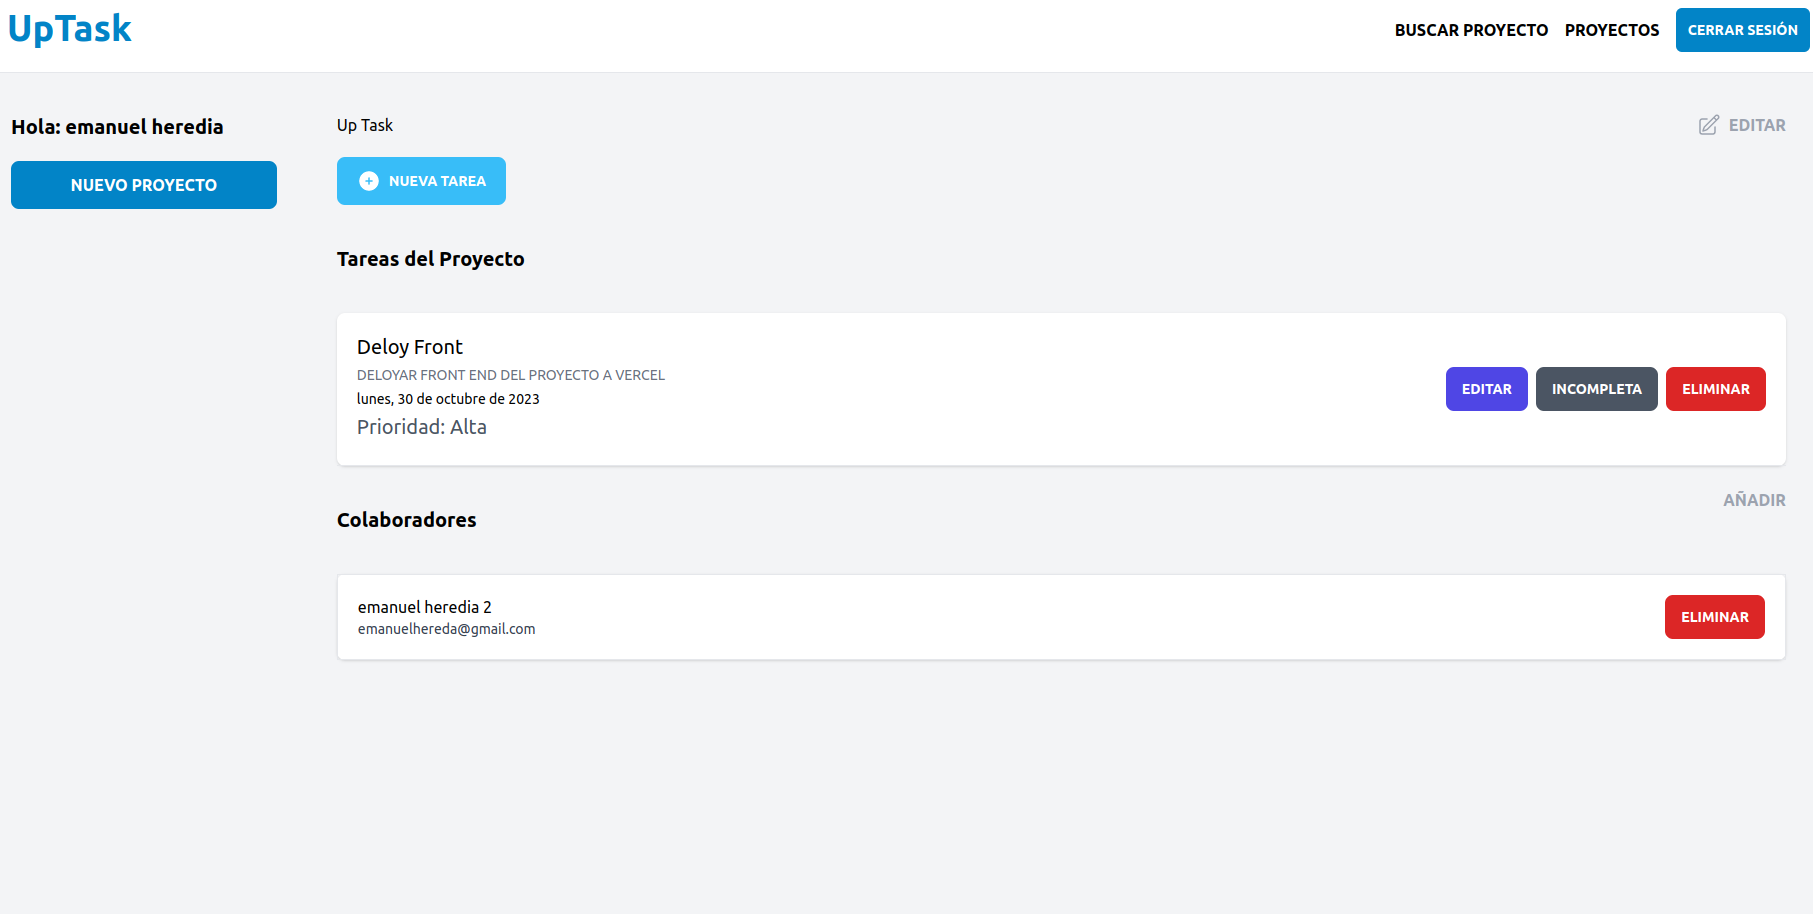 UpTask
BUSCAR PROYECTO PROYECTOS CERRAR SESIÓN
Hola: emanuel heredia
NUEVO PROYECTO
Up Task
EDITAR
NUEVA TAREA
Tareas del Proyecto
Deloy Front
DELOYAR FRONT END DEL PROYECTO A VERCEL
lunes, 30 de octubre de 2023
Prioridad: Alta
EDITAR INCOMPLETA ELIMINAR
AÑADIR
Colaboradores
emanuel heredia 2
emanuelhereda@gmail.com
ELIMINAR